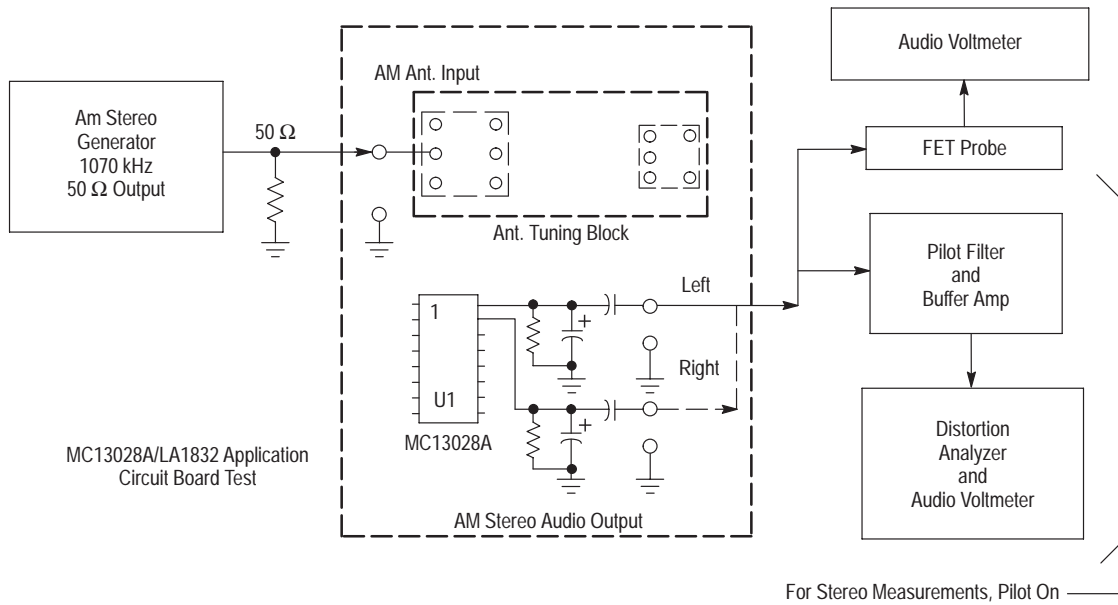 Am Stereo
Generator
1070 kHz
50 Ω Output
50 Ω
AM Ant. Input
Ant. Tuning Block
1
U1
MC13028A
Left
+
Right
+
AM Stereo Audio Output
MC13028A/LA1832 Application
Circuit Board Test
Audio Voltmeter
FET Probe
Pilot Filter
and
Buffer Amp
Distortion
Analyzer
and
Audio Voltmeter
For Stereo Measurements, Pilot On